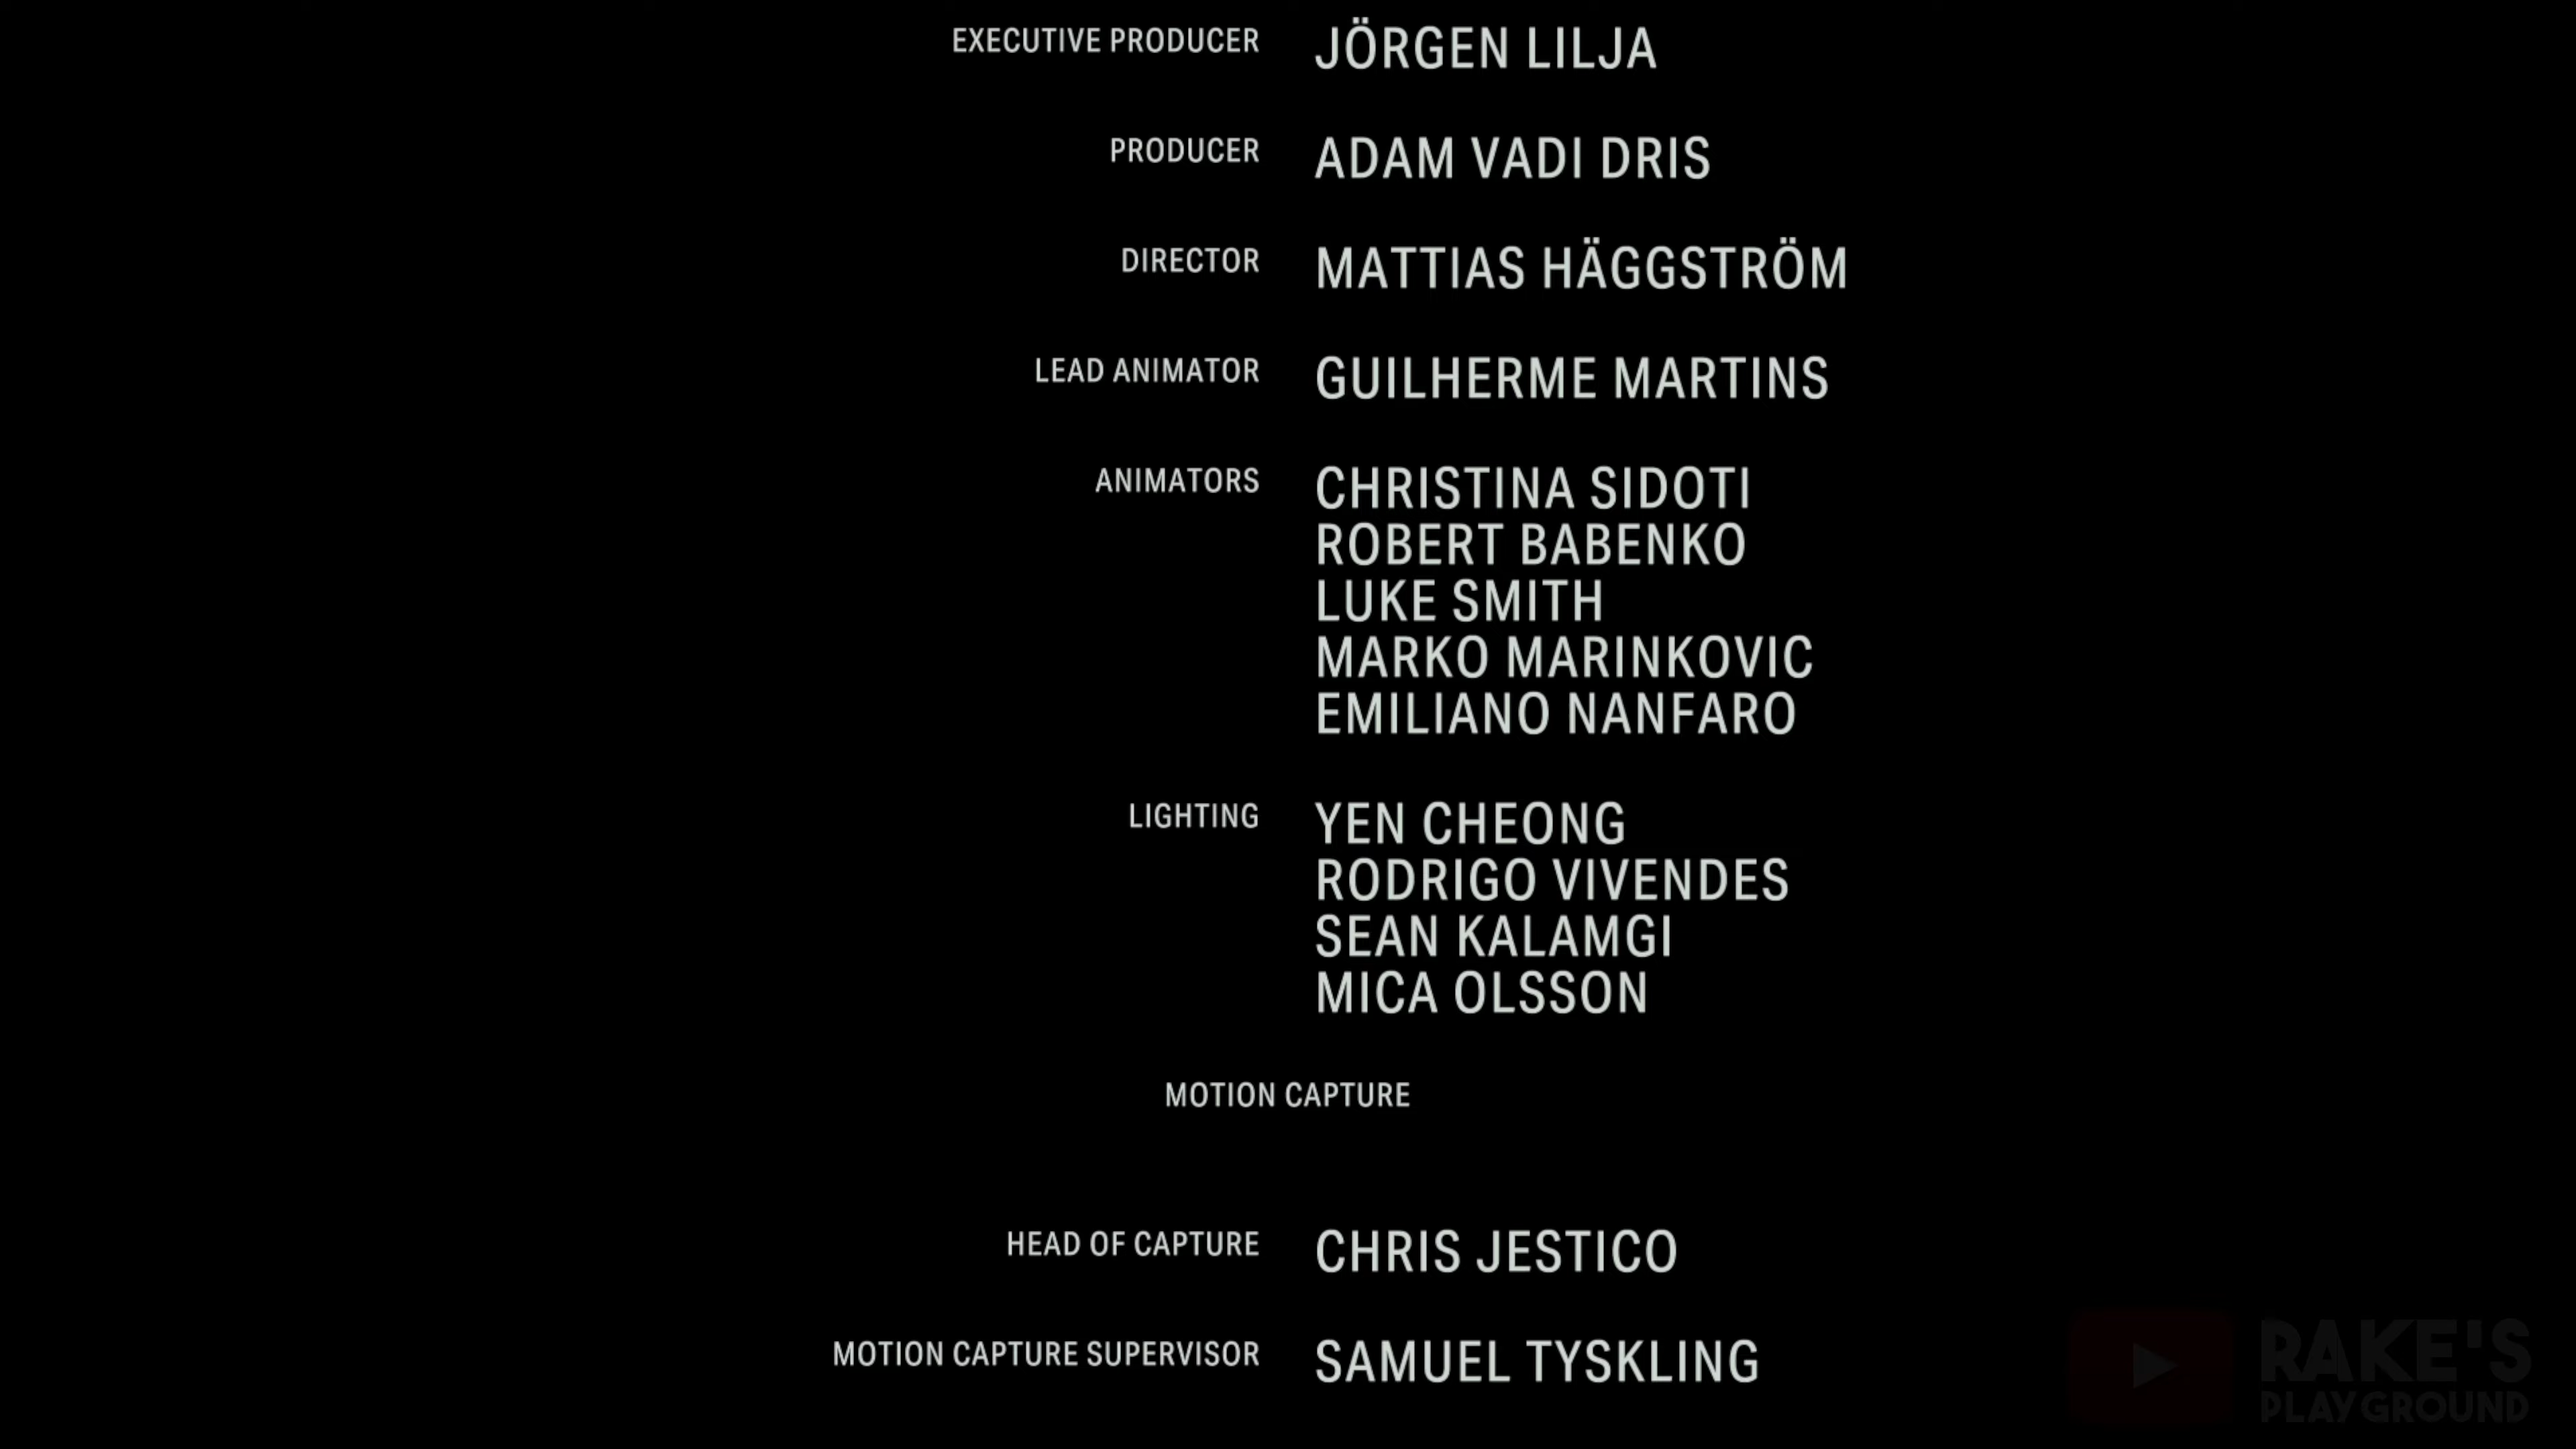 EXECUTIVE PRODUCER JÖRGEN LILJA
PRODUCER ADAM VADI DRIS
DIRECTOR MATTIAS HÄGGSTRÖM
LEAD ANIMATOR GUILHERME MARTINS
ANIMATORS CHRISTINA SIDOTI
ROBERT BABENKO
LUKE SMITH
MARKO MARINKOVIC
EMILIANO NANFARO
LIGHTING YEN CHEONG
RODRIGO VIVENDES
SEAN KALAMGI
MICA OLSSON
MOTION CAPTURE
HEAD OF CAPTURE CHRIS JESTICO
MOTION CAPTURE SUPERVISOR SAMUEL TYSKLING
RAKE'S
PLAYGROUND